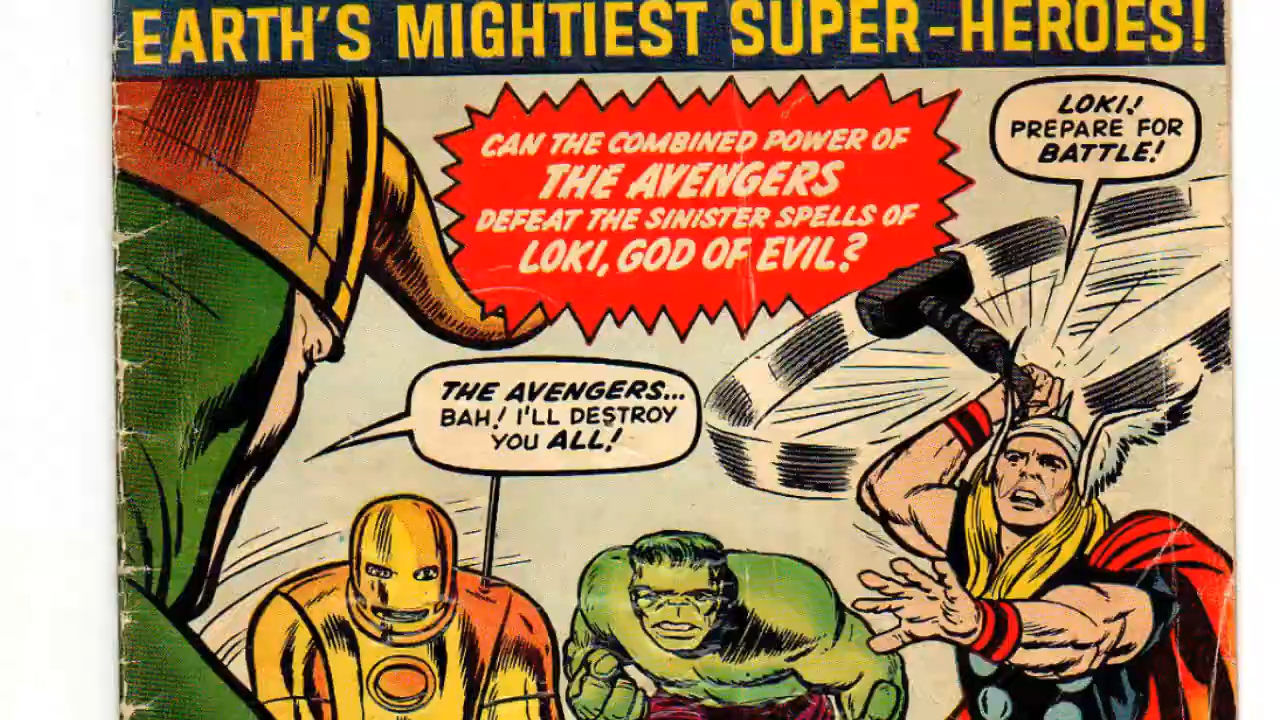 EARTH'S MIGHTIEST SUPER-HEROES!
CAN THE COMBINED POWER OF
THE AVENGERS
DEFEAT THE SINISTER SPELLS OF
LOKI, GOD OF EVIL?
LOKI!
PREPARE FOR
BATTLE!
THE AVENGERS...
BAH! I'LL DESTROY
YOU ALL!